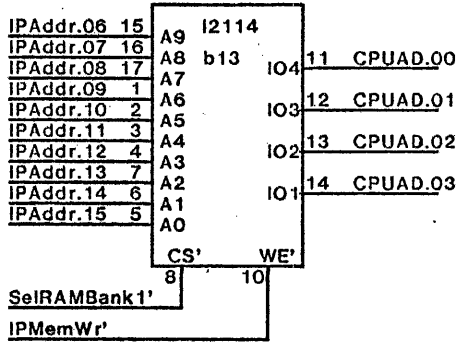 IPAddr.06 15 A9 I2114
IPAddr.07 16 A8 b13 IO4 11 CPUAD.00
IPAddr.08 17 A7
IPAddr.09 1 A6 IO3 12 CPUAD.01
IPAddr.10 2 A5
IPAddr.11 3 A4 IO2 13 CPUAD.02
IPAddr.12 4 A3
IPAddr.13 7 A2 IO1 14 CPUAD.03
IPAddr.14 6 A1
IPAddr.15 5 A0
CS' WE'
8 10
SelRAMBank1'
IPMemWr'